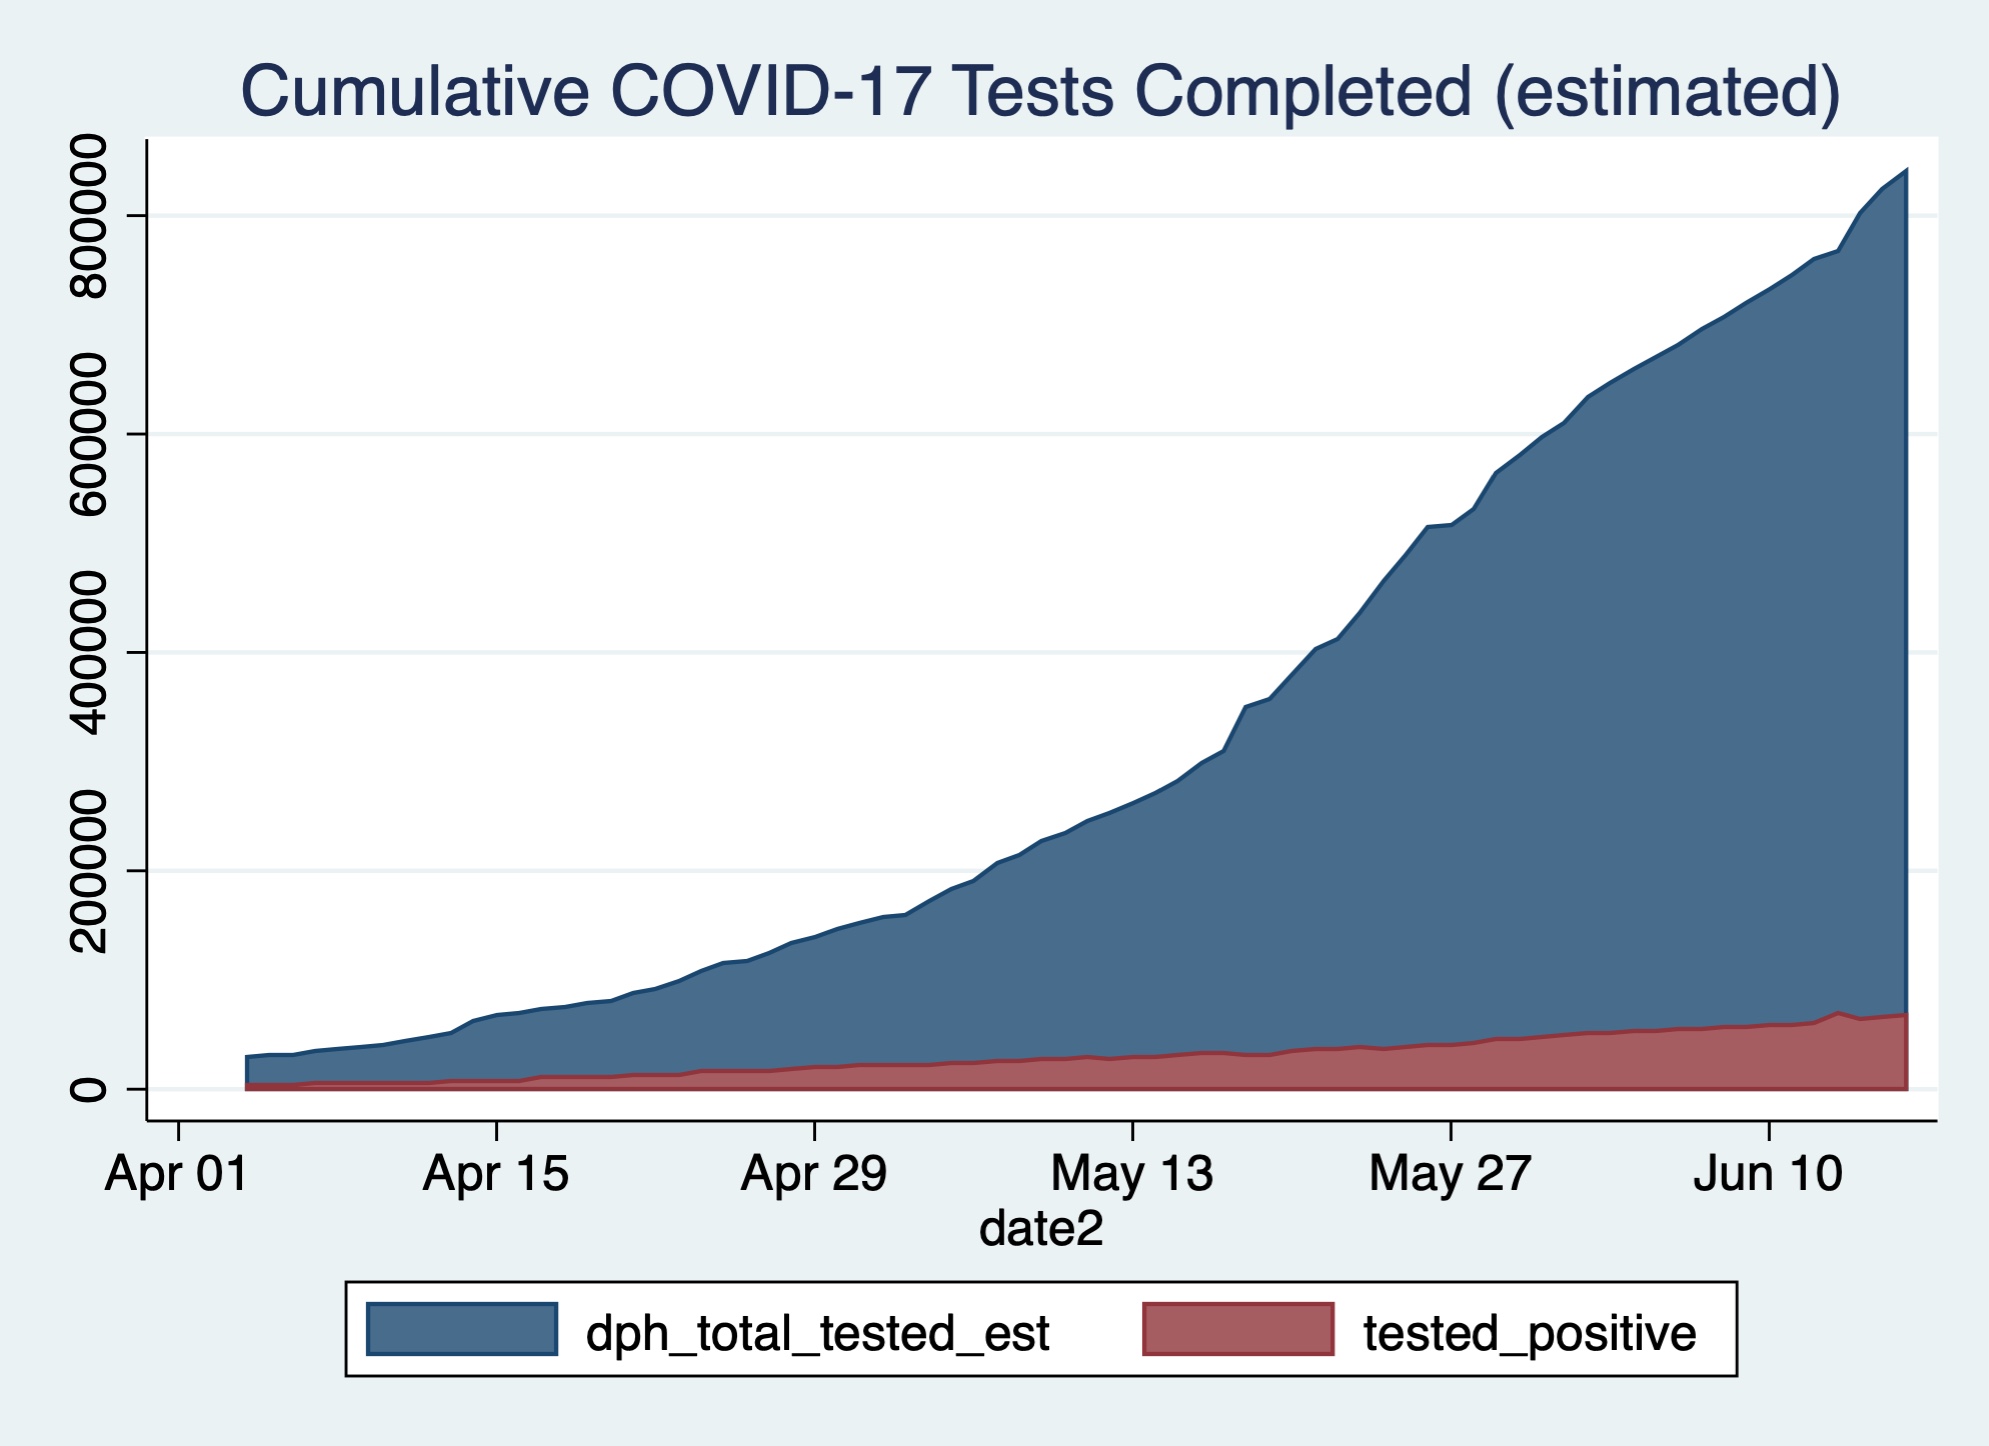 Cumulative COVID-17 Tests Completed (estimated)
800000
600000
400000
200000
0
Apr 01 Apr 15 Apr 29 May 13 May 27 Jun 10
date2
dph_total_tested_est tested_positive